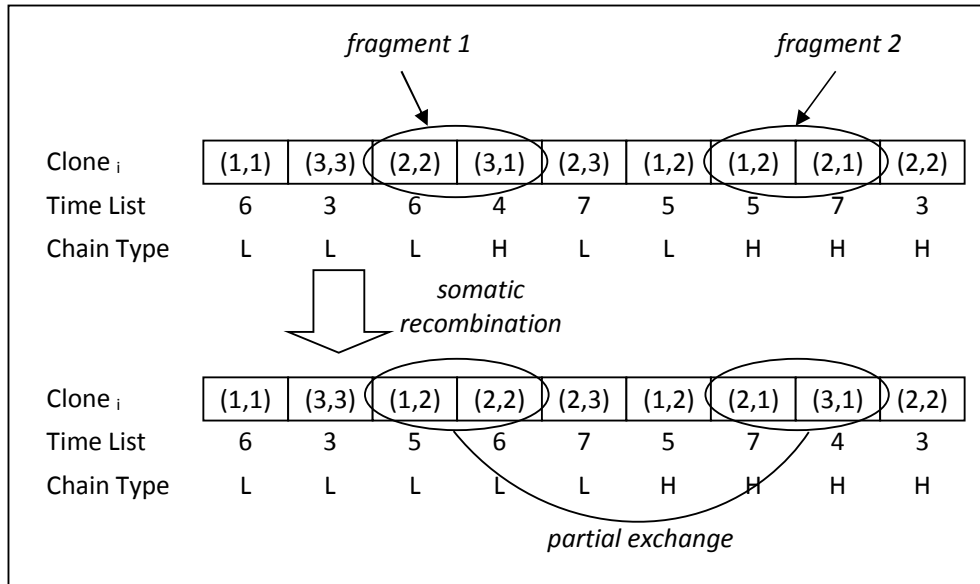 fragment 1 fragment 2
Clone i (1,1) (3,3) (2,2) (3,1) (2,3) (1,2) (1,2) (2,1) (2,2)
Time List 6 3 6 4 7 5 5 7 3
Chain Type L L L H L L H H H
somatic
recombination
Clone i (1,1) (3,3) (1,2) (2,2) (2,3) (1,2) (2,1) (3,1) (2,2)
Time List 6 3 5 6 7 5 7 4 3
Chain Type L L L L L H H H H
partial exchange